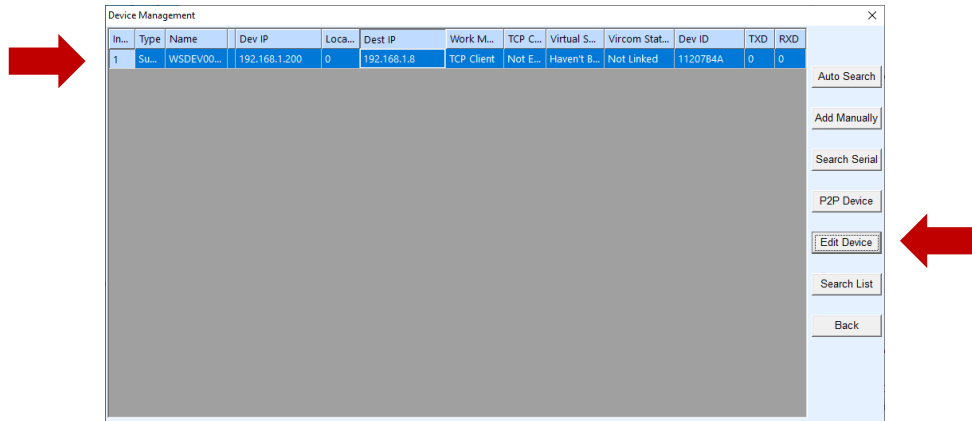 Device Management
In... Type Name Dev IP Loca... Dest IP Work M... TCP C... Virtual S... Vircom Stat... Dev ID TXD RXD
1 Su... WSDEV00... 192.168.1.200 0 192.168.1.8 TCP Client Not E... Haven't B... Not Linked 11207B4A 0 0
Auto Search
Add Manually
Search Serial
P2P Device
Edit Device
Search List
Back